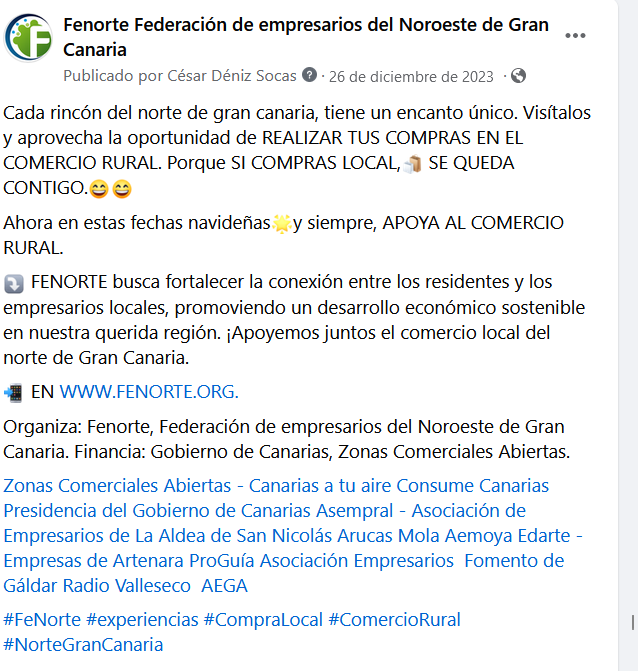 Fenorte Federación de empresarios del Noroeste de Gran
Canaria
Publicado por César Déniz Socas · 26 de diciembre de 2023 ·
Cada rincón del norte de gran canaria, tiene un encanto único. Visítalos
y aprovecha la oportunidad de REALIZAR TUS COMPRAS EN EL
COMERCIO RURAL. Porque SI COMPRAS LOCAL, SE QUEDA
CONTIGO.😄😄
Ahora en estas fechas navideñas🌟y siempre, APOYA AL COMERCIO
RURAL.
⤵️ FENORTE busca fortalecer la conexión entre los residentes y los
empresarios locales, promoviendo un desarrollo económico sostenible
en nuestra querida región. ¡Apoyemos juntos el comercio local del
norte de Gran Canaria.
📲 EN WWW.FENORTE.ORG.
Organiza: Fenorte, Federación de empresarios del Noroeste de Gran
Canaria. Financia: Gobierno de Canarias, Zonas Comerciales Abiertas.
Zonas Comerciales Abiertas - Canarias a tu aire Consume Canarias
Presidencia del Gobierno de Canarias Asempral - Asociación de
Empresarios de La Aldea de San Nicolás Arucas Mola Aemoya Edarte -
Empresas de Artenara ProGuía Asociación Empresarios Fomento de
Gáldar Radio Valleseco AEGA
#FeNorte #experiencias #CompraLocal #ComercioRural
#NorteGranCanaria